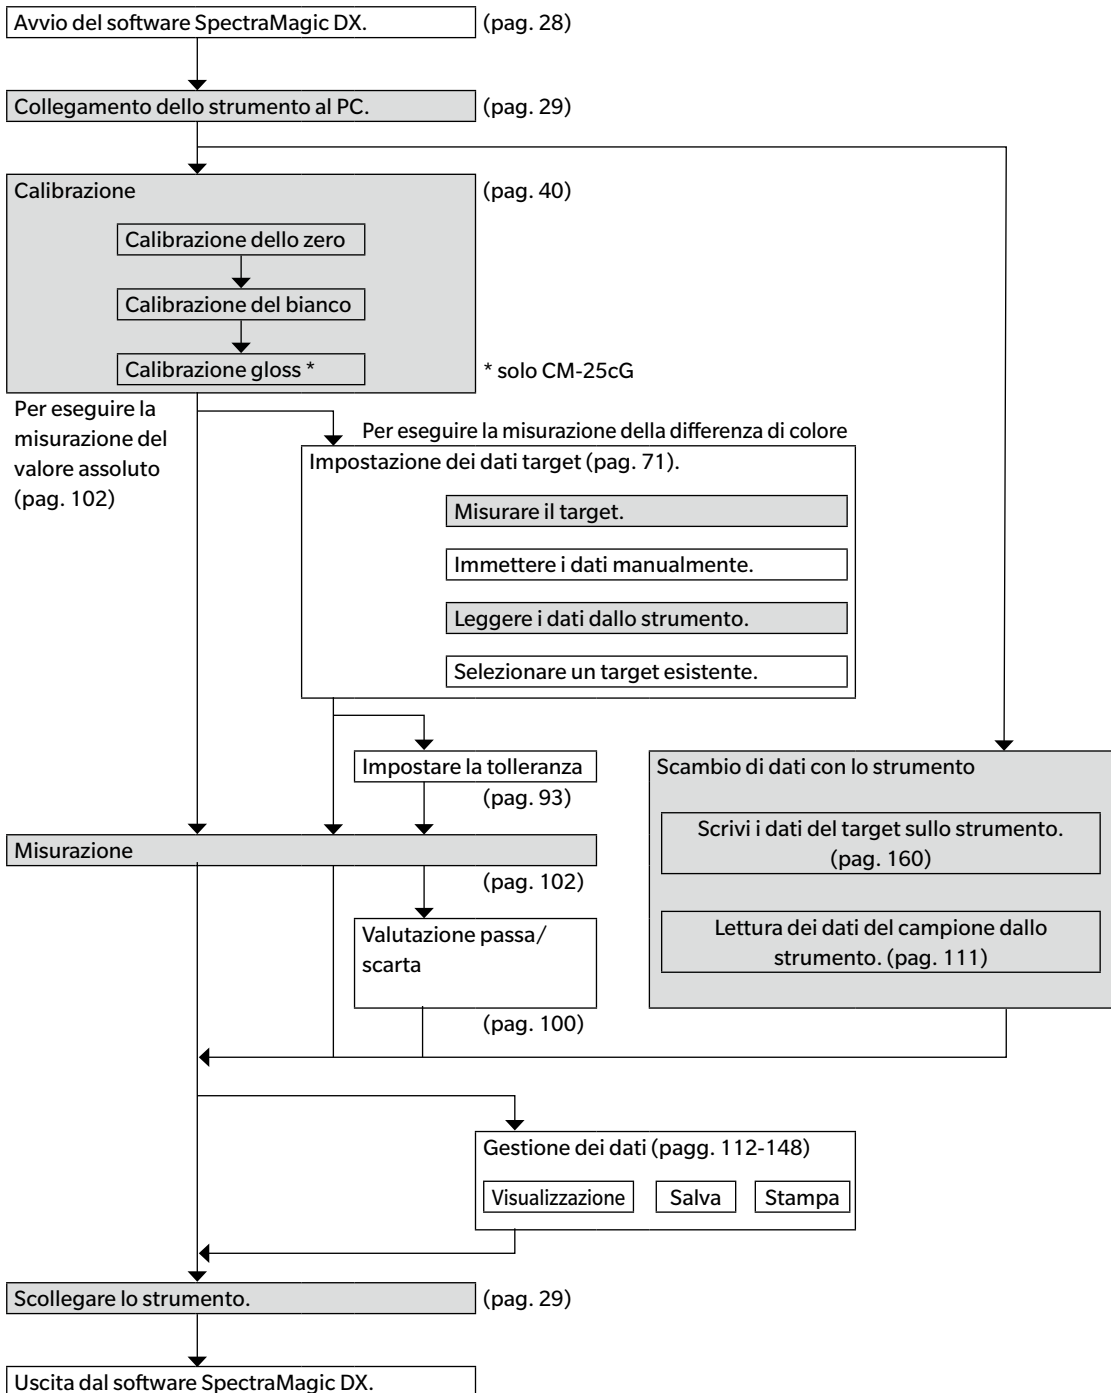 Avvio del software SpectraMagic DX.
(pag. 28)
Collegamento dello strumento al PC.
(pag. 29)
Calibrazione
(pag. 40)
Calibrazione dello zero
Calibrazione del bianco
Calibrazione gloss *
* solo CM-25cG
Per eseguire la
misurazione del
valore assoluto
(pag. 102)
Per eseguire la misurazione della differenza di colore
Impostazione dei dati target (pag. 71).
Misurare il target.
Immettere i dati manualmente.
Leggere i dati dallo strumento.
Selezionare un target esistente.
Impostare la tolleranza
(pag. 93)
Scambio di dati con lo strumento
Scrivi i dati del target sullo strumento.
(pag. 160)
Lettura dei dati del campione dallo
strumento. (pag. 111)
Misurazione
(pag. 102)
Valutazione passa/
scarta
(pag. 100)
Gestione dei dati (pagg. 112-148)
Visualizzazione
Salva
Stampa
Scollegare lo strumento.
(pag. 29)
Uscita dal software SpectraMagic DX.